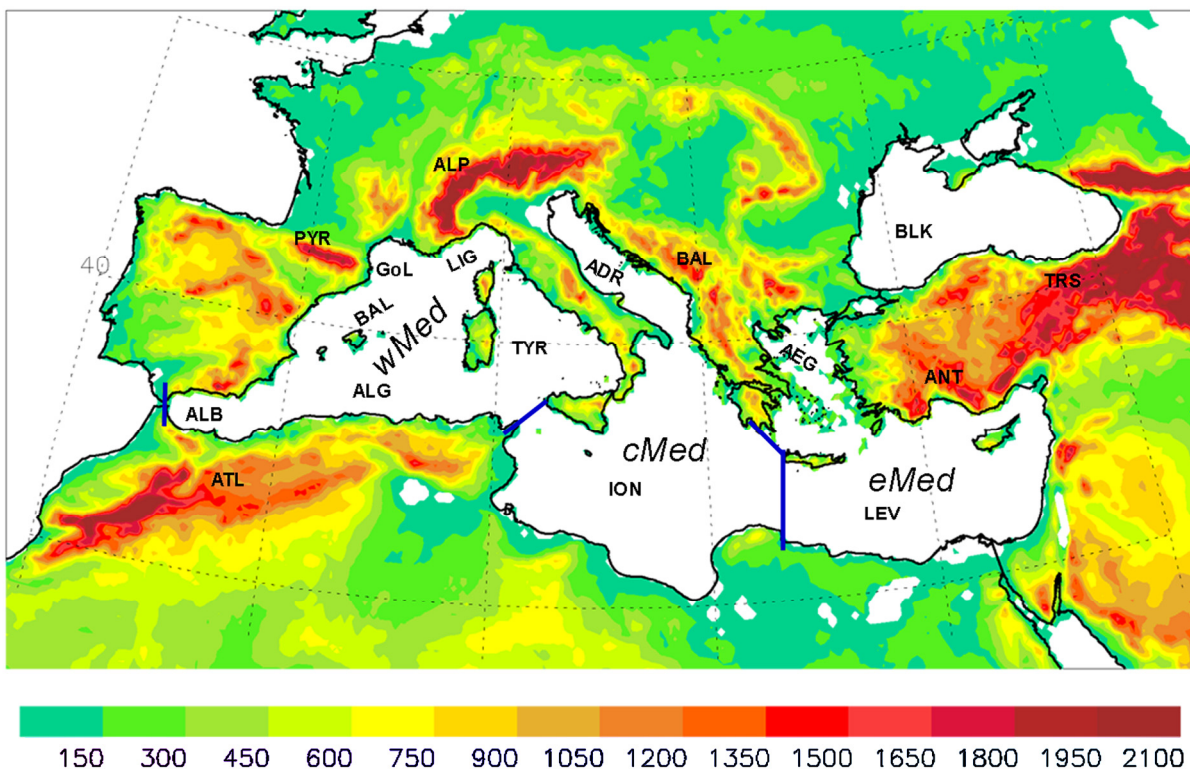 ALP
BLK
PYR
BAL
LIG
GoL
ADR
40
TRS
BAL
wMed
TYR
AEG
ANT
ALG
ALB
cMed
ATL
eMed
ION
LEV
150 300 450 600 750 900 1050 1200 1350 1500 1650 1800 1950 2100